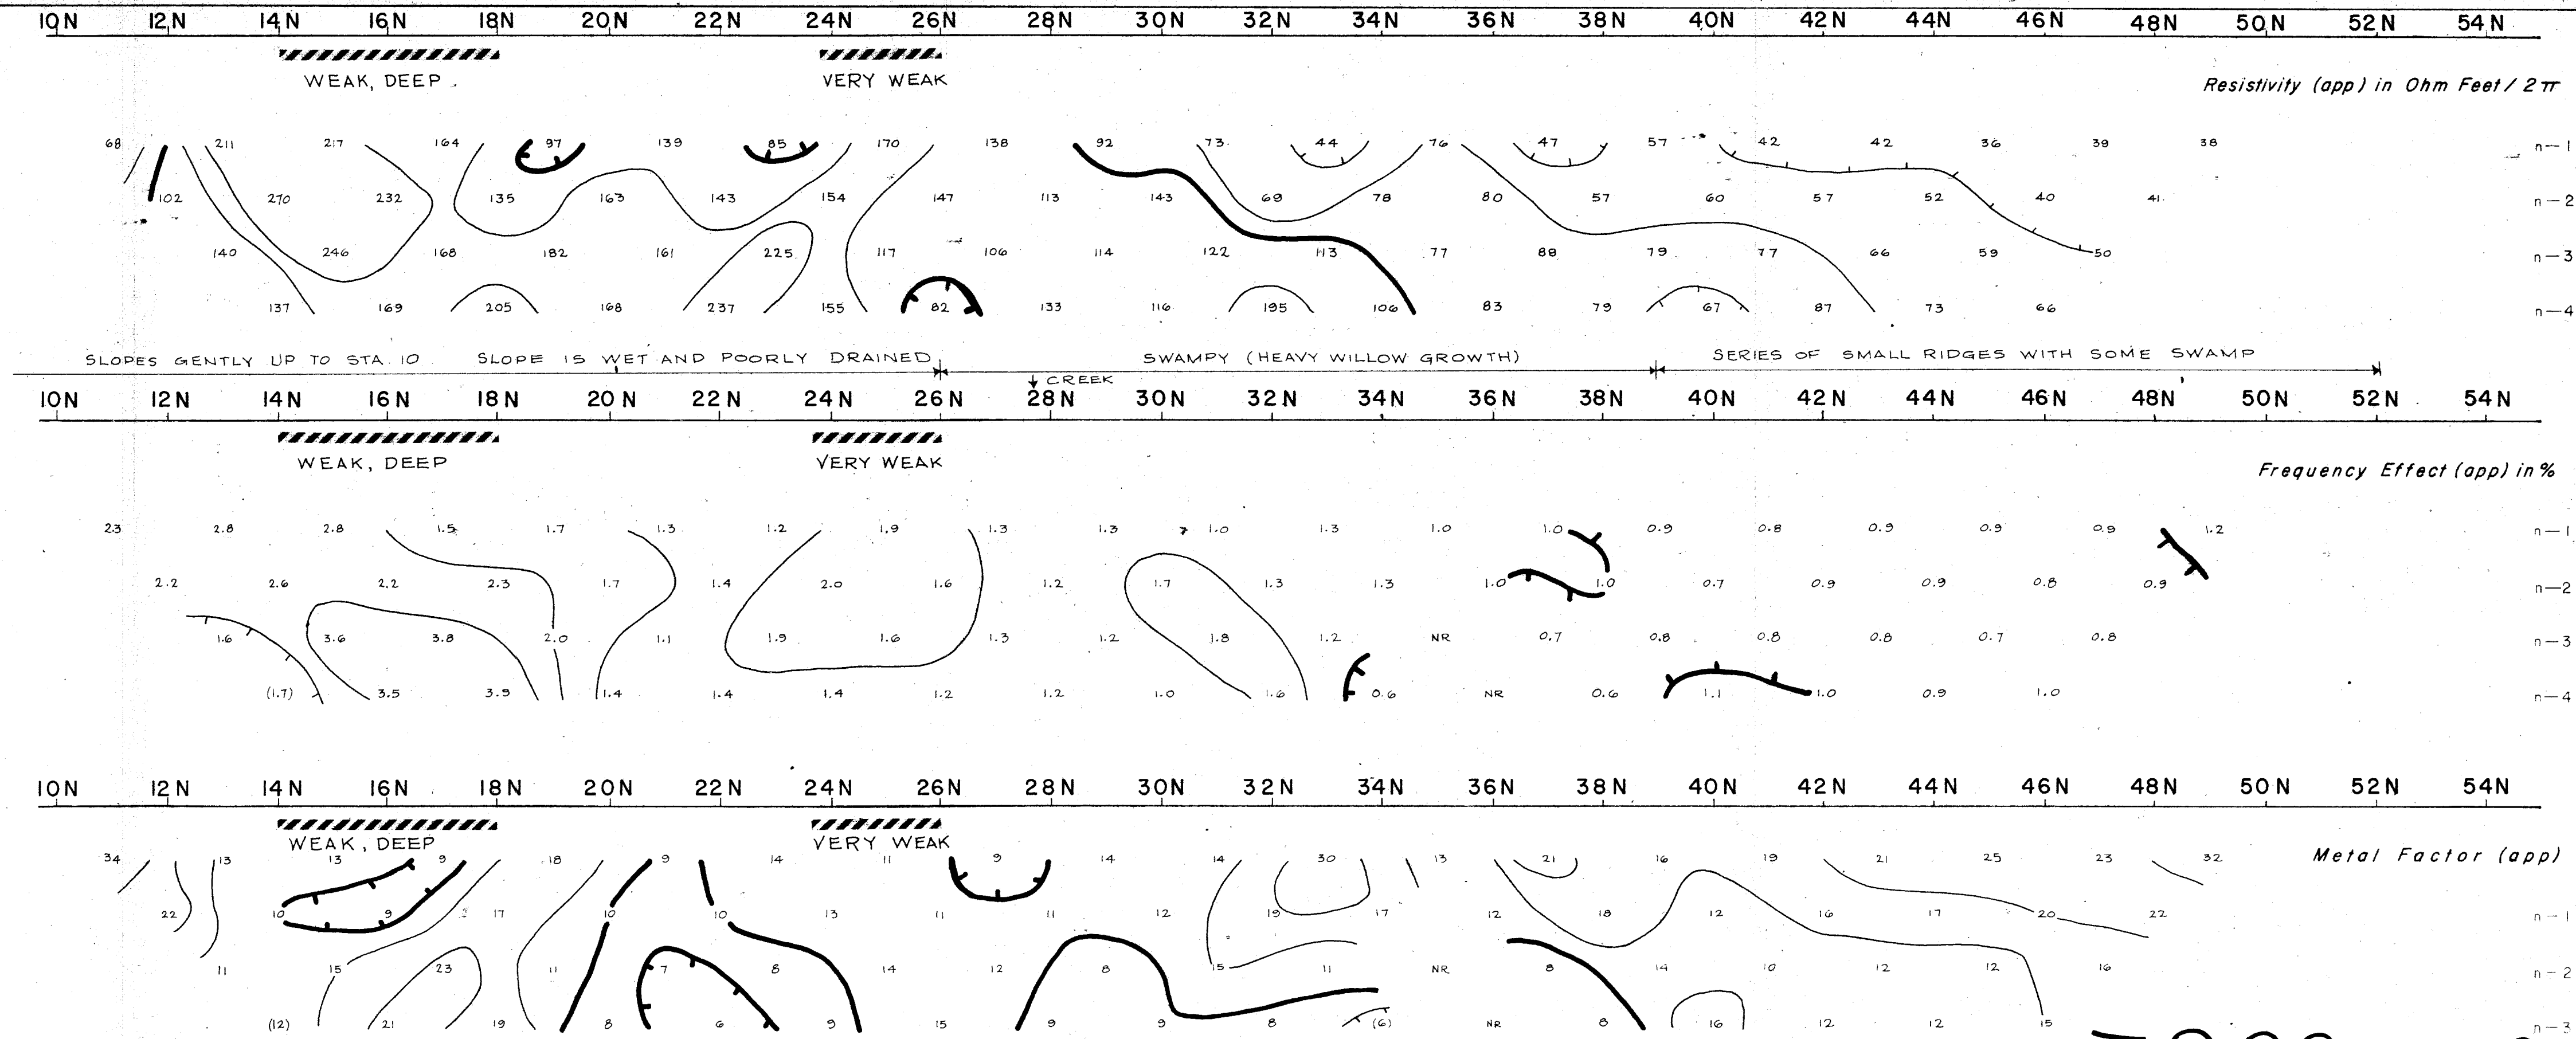 10N 12N 14N 16N 18N 20N 22N 24N 26N 28N 30N 32N 34N 36N 38N 40N 42N 44N 46N 48N 50N 52N 54N
WEAK, DEEP VERY WEAK
Resistivity (app) in Ohm Feet / 2π
68 211 217 164 97 139 85 170 138 92 73 44 76 47 57 42 42 36 39 38 n-1
102 270 232 135 163 143 154 147 113 143 69 78 80 57 60 57 52 40 41 n-2
140 246 168 182 161 225 117 106 114 122 113 77 88 79 77 66 59 50 n-3
137 169 205 168 237 155 82 133 116 195 106 83 79 67 87 73 66 n-4
SLOPES GENTLY UP TO STA. 10 SLOPE IS WET AND POORLY DRAINED SWAMPY (HEAVY WILLOW GROWTH) SERIES OF SMALL RIDGES WITH SOME SWAMP
CREEK
10N 12N 14N 16N 18N 20N 22N 24N 26N 28N 30N 32N 34N 36N 38N 40N 42N 44N 46N 48N 50N 52N 54N
WEAK, DEEP VERY WEAK
Frequency Effect (app) in %
23 2.8 2.8 1.5 1.7 1.3 1.2 1.9 1.3 1.3 1.0 1.3 1.0 1.0 0.9 0.8 0.9 0.9 0.9 1.2 n-1
2.2 2.6 2.2 2.3 1.7 1.4 2.0 1.6 1.2 1.7 1.3 1.3 1.0 1.0 0.7 0.9 0.9 0.8 0.9 n-2
1.6 3.6 3.8 2.0 1.1 1.9 1.6 1.3 1.2 1.8 1.2 NR 0.7 0.8 0.8 0.8 0.7 0.8 n-3
(1.7) 3.5 3.9 1.4 1.4 1.4 1.2 1.2 1.0 1.6 0.6 NR 0.6 1.1 1.0 0.9 1.0 n-4
10N 12N 14N 16N 18N 20N 22N 24N 26N 28N 30N 32N 34N 36N 38N 40N 42N 44N 46N 48N 50N 52N 54N
WEAK, DEEP VERY WEAK
Metal Factor (app)
34 13 13 9 18 9 14 11 9 14 14 30 13 21 16 19 21 25 23 32
22 10 9 17 10 10 13 11 11 12 19 17 12 18 12 16 17 20 22 n-1
11 15 23 11 7 8 14 12 8 15 11 NR 8 14 10 12 12 16 n-2
(12) 21 19 8 6 9 15 9 9 8 (6) NR 8 16 12 12 15 n-3